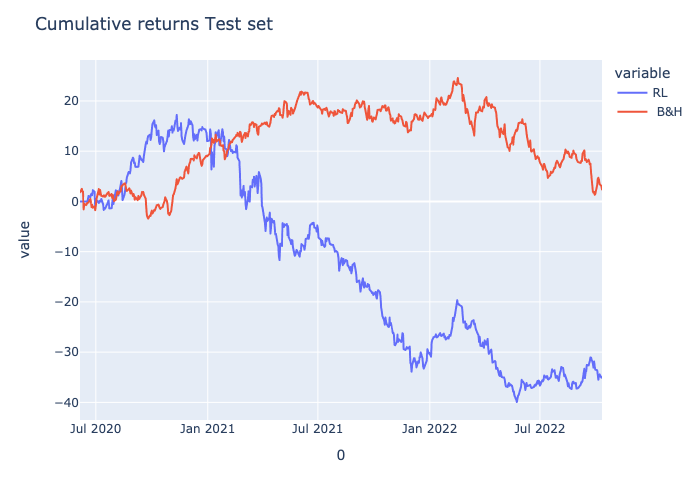 Cumulative returns Test set
variable
RL
B&H
20
10
0
−10
−20
−30
−40
value
Jul 2020
Jan 2021
Jul 2021
Jan 2022
Jul 2022
0